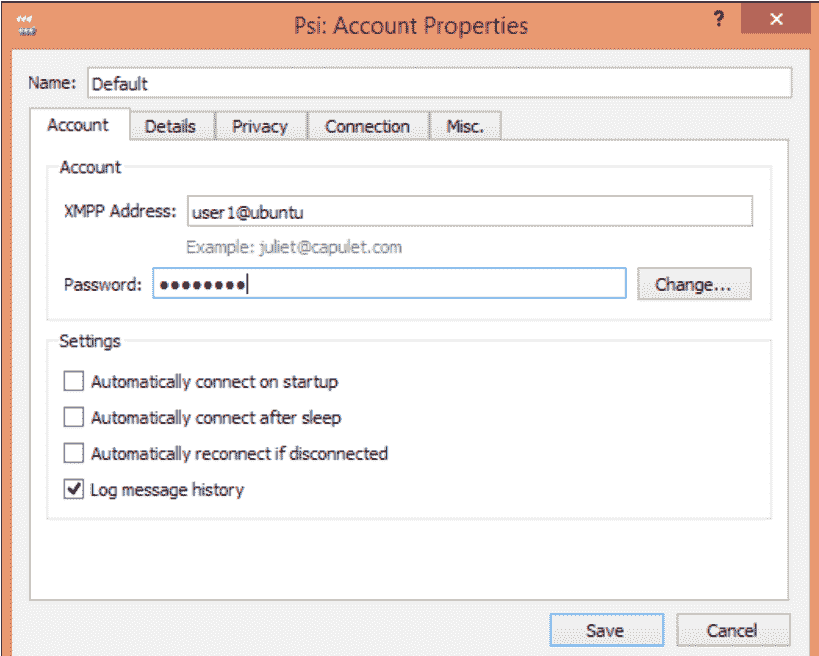 Psi: Account Properties
? ×
Name: Default
Account Details Privacy Connection Misc.
Account
XMPP Address: user1@ubuntu
Example: juliet@capulet.com
Password: ●●●●●●●● Change...
Settings
Automatically connect on startup
Automatically connect after sleep
Automatically reconnect if disconnected
Log message history
Save Cancel